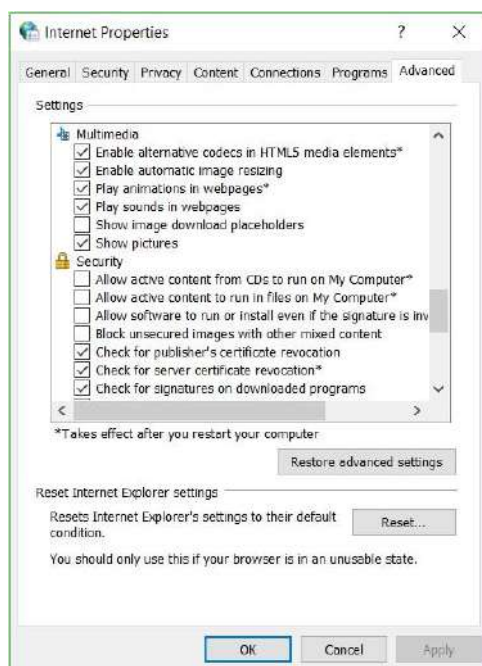 Internet Properties
General Security Privacy Content Connections Programs Advanced
Settings
Multimedia
Enable alternative codecs in HTML5 media elements*
Enable automatic image resizing
Play animations in webpages*
Play sounds in webpages
Show image download placeholders
Show pictures
Security
Allow active content from CDs to run on My Computer*
Allow active content to run in files on My Computer*
Allow software to run or install even if the signature is inv
Block unsecured images with other mixed content
Check for publisher's certificate revocation
Check for server certificate revocation*
Check for signatures on downloaded programs
*Takes effect after you restart your computer
Restore advanced settings
Reset Internet Explorer settings
Resets Internet Explorer's settings to their default
condition.
Reset...
You should only use this if your browser is in an unusable state.
OK Cancel Apply